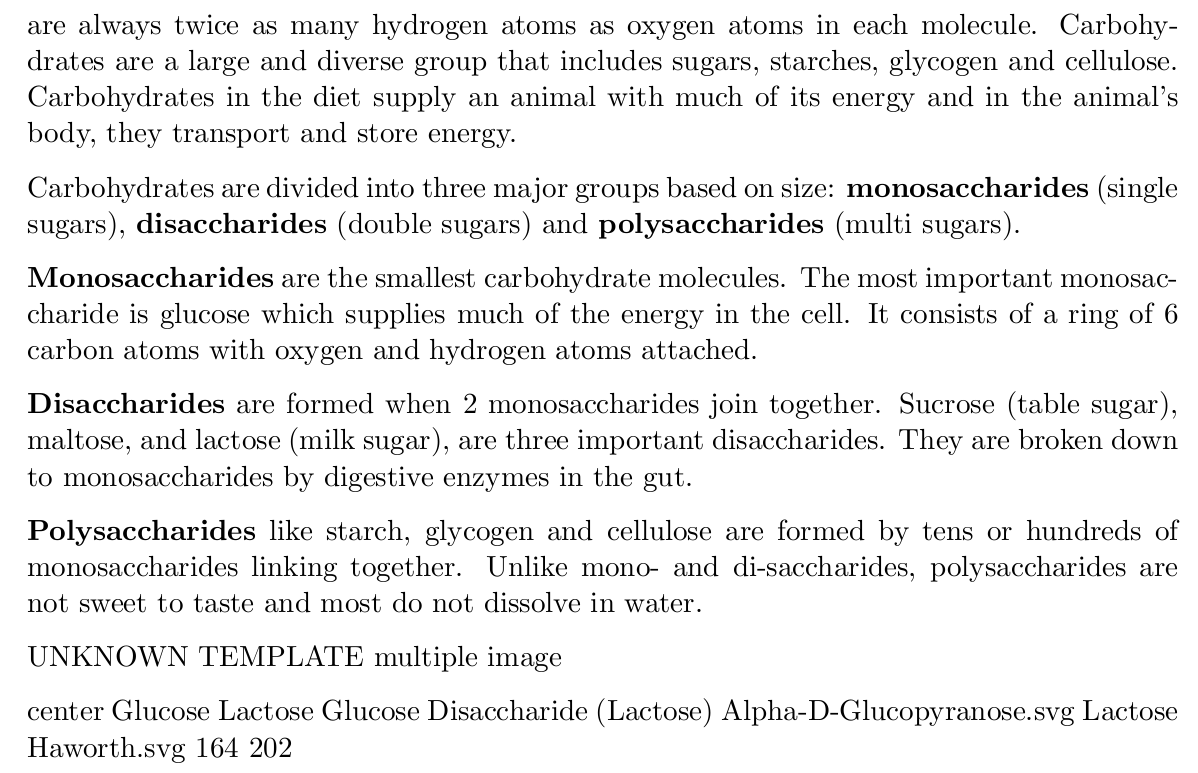 are always twice as many hydrogen atoms as oxygen atoms in each molecule. Carbohy-
drates are a large and diverse group that includes sugars, starches, glycogen and cellulose.
Carbohydrates in the diet supply an animal with much of its energy and in the animal's
body, they transport and store energy.
Carbohydrates are divided into three major groups based on size: monosaccharides (single
sugars), disaccharides (double sugars) and polysaccharides (multi sugars).
Monosaccharides are the smallest carbohydrate molecules. The most important monosac-
charide is glucose which supplies much of the energy in the cell. It consists of a ring of 6
carbon atoms with oxygen and hydrogen atoms attached.
Disaccharides are formed when 2 monosaccharides join together. Sucrose (table sugar),
maltose, and lactose (milk sugar), are three important disaccharides. They are broken down
to monosaccharides by digestive enzymes in the gut.
Polysaccharides like starch, glycogen and cellulose are formed by tens or hundreds of
monosaccharides linking together. Unlike mono- and di-saccharides, polysaccharides are
not sweet to taste and most do not dissolve in water.
UNKNOWN TEMPLATE multiple image
center Glucose Lactose Glucose Disaccharide (Lactose) Alpha-D-Glucopyranose.svg Lactose
Haworth.svg 164 202